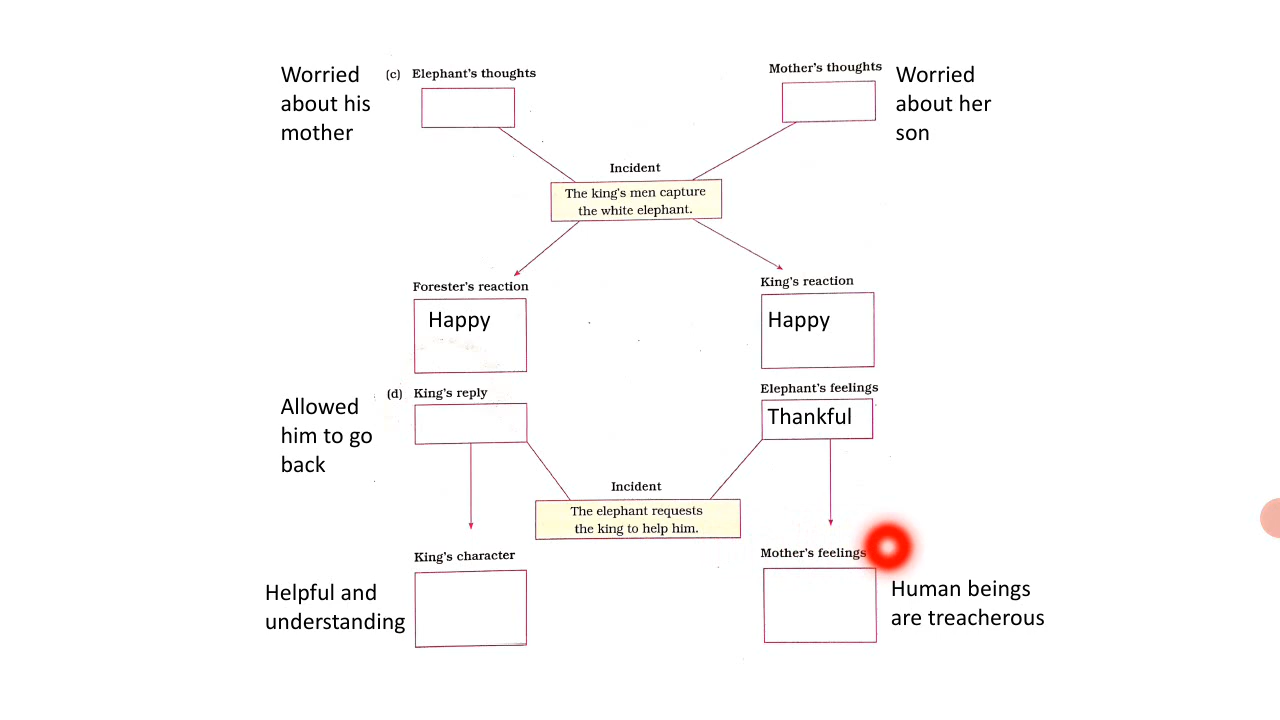 Worried
about his
mother
(c) Elephant's thoughts
Mother's thoughts
Worried
about her
son
Incident
The king's men capture
the white elephant.
Forester's reaction
Happy
King's reaction
Happy
Allowed
him to go
back
(d) King's reply
Elephant's feelings
Thankful
Incident
The elephant requests
the king to help him.
King's character
Helpful and
understanding
Mother's feelings
Human beings
are treacherous